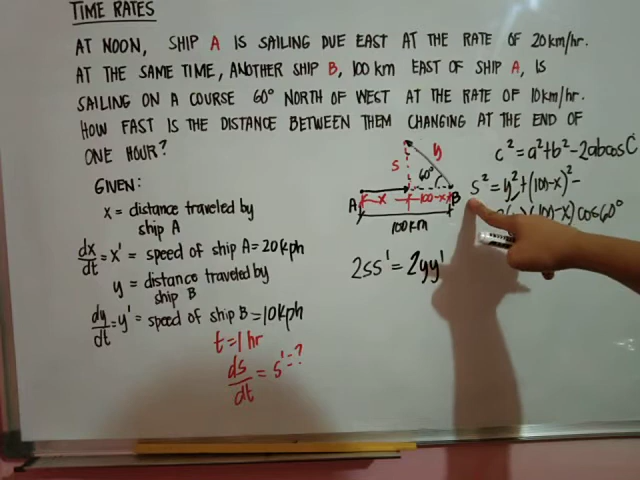 TIME RATES
AT NOON, SHIP A IS SAILING DUE EAST AT THE RATE OF 20km/hr.
AT THE SAME TIME, ANOTHER SHIP B, 100 km EAST OF SHIP A, IS
SAILING ON A COURSE 60° NORTH OF WEST AT THE RATE OF 10km/hr.
HOW FAST IS THE DISTANCE BETWEEN THEM CHANGING AT THE END OF
ONE HOUR?
GIVEN:
x = distance traveled by
ship A
dx/dt = x' = speed of ship A = 20kph
y = distance traveled by
ship B
dy/dt = y' = speed of ship B = 10kph
t = 1 hr
ds/dt = s' = ?
s
y
60°
A
x
100-x
B
100km
c² = a² + b² - 2abcosC
s² = y² + (100-x)² -
(100-x)cos60°
2ss' = 2yy'